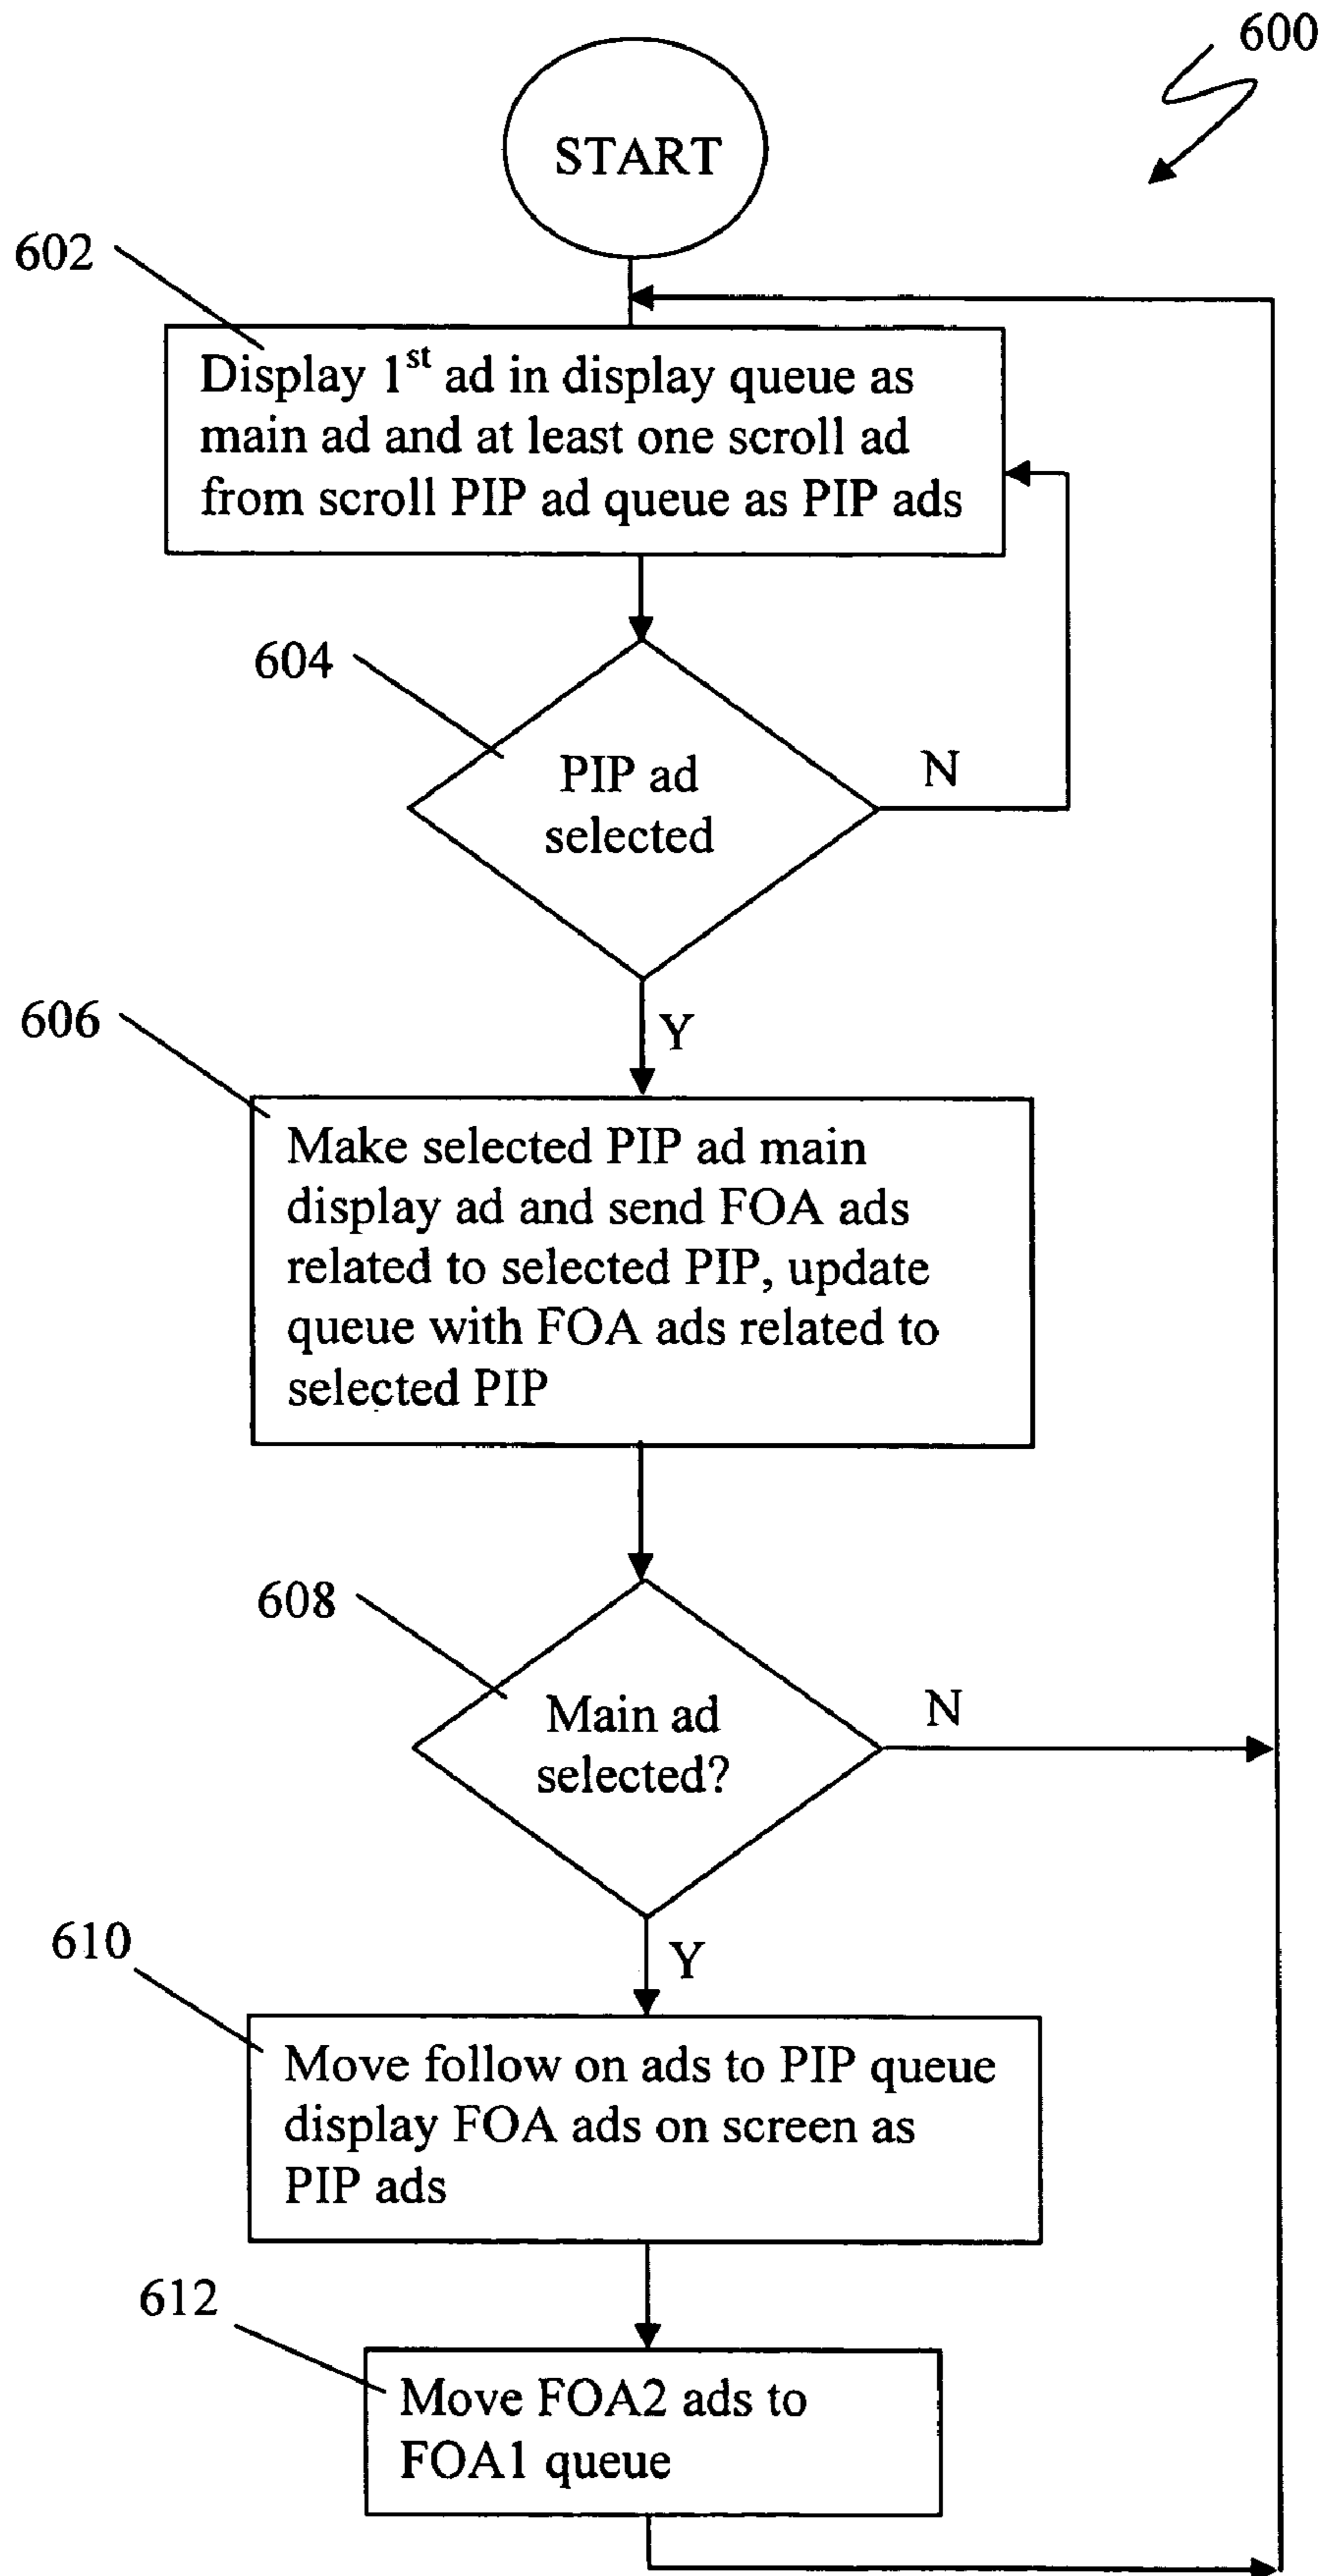 600
START
602
Display 1st ad in display queue as
main ad and at least one scroll ad
from scroll PIP ad queue as PIP ads
604
PIP ad
selected
N
Y
606
Make selected PIP ad main
display ad and send FOA ads
related to selected PIP, update
queue with FOA ads related to
selected PIP
608
Main ad
selected?
N
Y
610
Move follow on ads to PIP queue
display FOA ads on screen as
PIP ads
612
Move FOA2 ads to
FOA1 queue